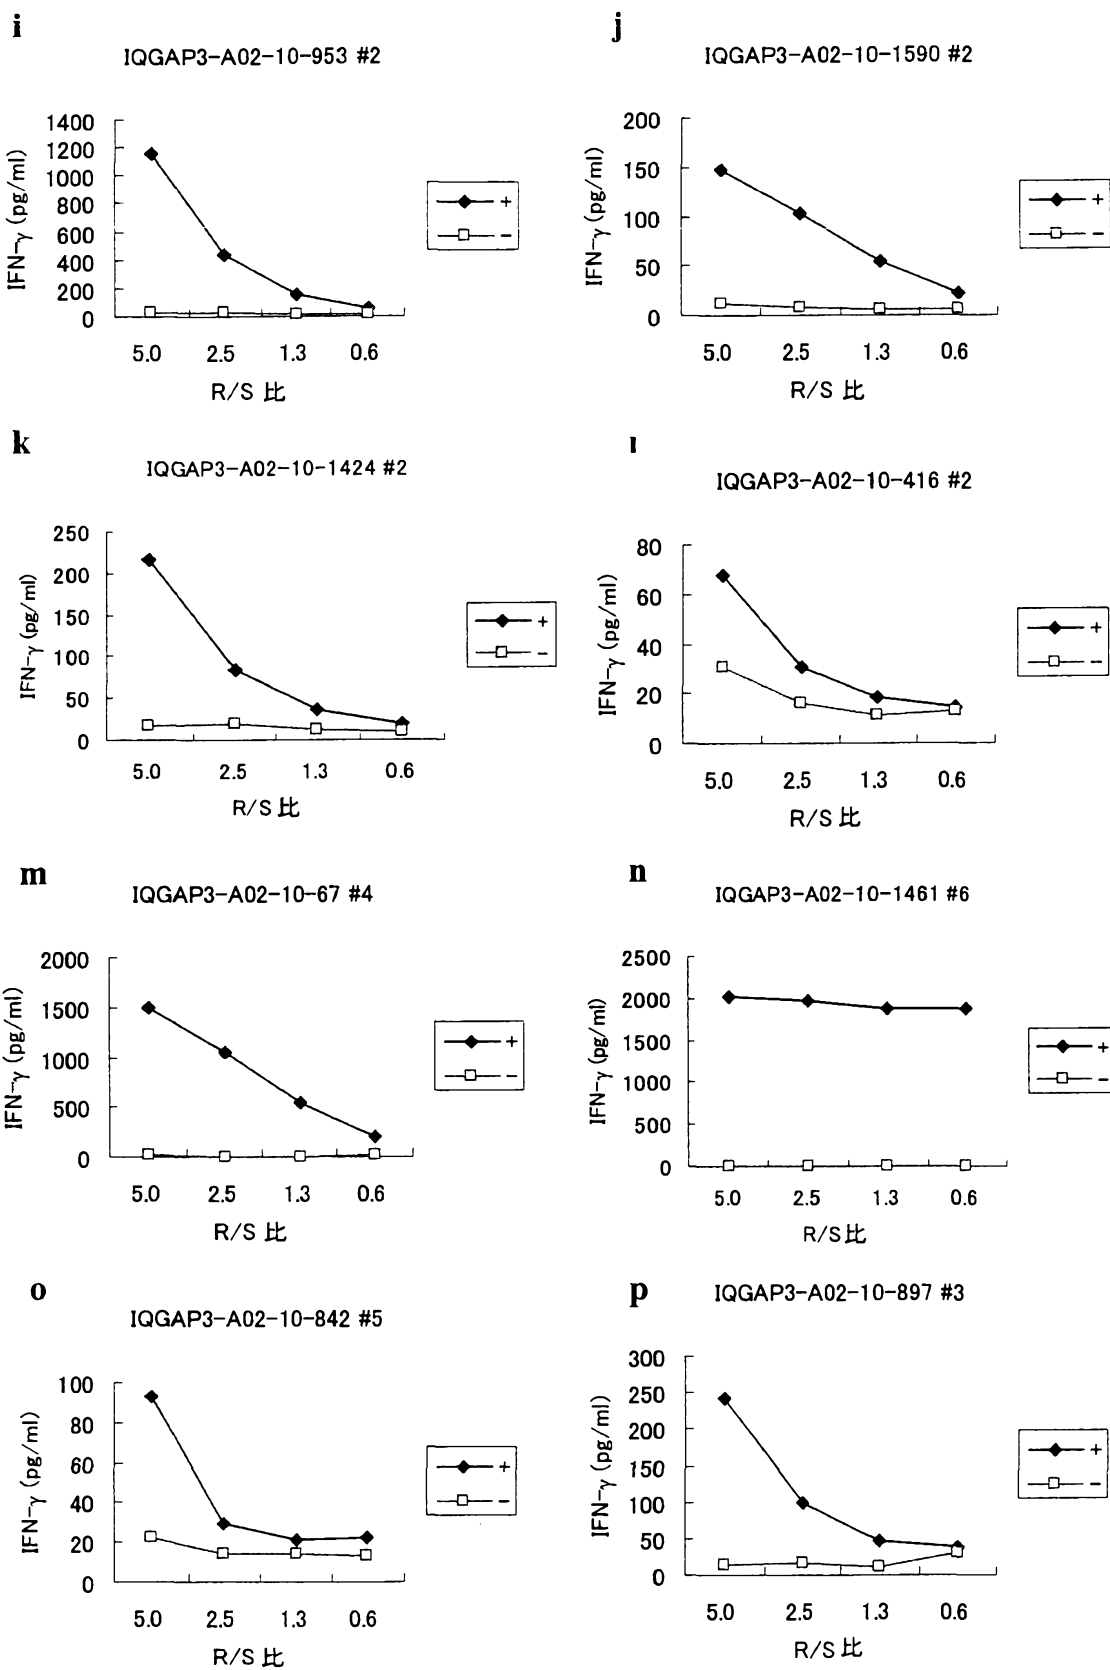 i
IQGAP3-A02-10-953 #2
IFN-γ (pg/ml)
1400
1200
1000
800
600
400
200
0
5.0 2.5 1.3 0.6
R/S 比
+
-
j
IQGAP3-A02-10-1590 #2
IFN-γ (pg/ml)
200
150
100
50
0
5.0 2.5 1.3 0.6
R/S 比
+
-
k
IQGAP3-A02-10-1424 #2
IFN-γ (pg/ml)
250
200
150
100
50
0
5.0 2.5 1.3 0.6
R/S 比
+
-
l
IQGAP3-A02-10-416 #2
IFN-γ (pg/ml)
80
60
40
20
0
5.0 2.5 1.3 0.6
R/S 比
+
-
m
IQGAP3-A02-10-67 #4
IFN-γ (pg/ml)
2000
1500
1000
500
0
5.0 2.5 1.3 0.6
R/S 比
+
-
n
IQGAP3-A02-10-1461 #6
IFN-γ (pg/ml)
2500
2000
1500
1000
500
0
5.0 2.5 1.3 0.6
R/S 比
+
-
o
IQGAP3-A02-10-842 #5
IFN-γ (pg/ml)
100
80
60
40
20
0
5.0 2.5 1.3 0.6
R/S 比
+
-
p
IQGAP3-A02-10-897 #3
IFN-γ (pg/ml)
300
250
200
150
100
50
0
5.0 2.5 1.3 0.6
R/S 比
+
-